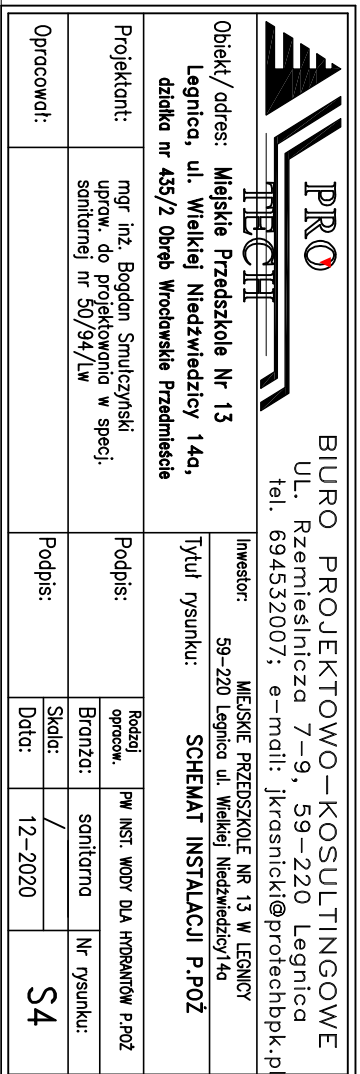 PRO
TECH
BIURO PROJEKTOWO-KOSULTINGOWE
UL. Rzemieślnicza 7-9, 59-220 Legnica
tel. 694532007; e-mail: jkrasnicki@protechbpk.pl
Obiekt/adres: Miejskie Przedszkole Nr 13
Legnica, ul. Wielkiej Niedźwiedzicy 14a,
działka nr 435/2 Obręb Wrocławskie Przedmieście
Inwestor: MIEJSKIE PRZEDSZKOLE NR 13 W LEGNICY
59-220 Legnica ul. Wielkiej Niedźwiedzicy14a
Tytuł rysunku: SCHEMAT INSTALACJI P.POŻ
Projektant: mgr inż. Bogdan Smułczyński
upraw. do projektowania w specj.
sanitarnej nr 50/94/Lw
Podpis:
Rodzaj
opracow. PW INST. WODY DLA HYDRANTÓW P.POŻ
Branża: sanitarna
Nr rysunku:
Opracował:
Podpis:
Skala: /
Data: 12-2020
S4